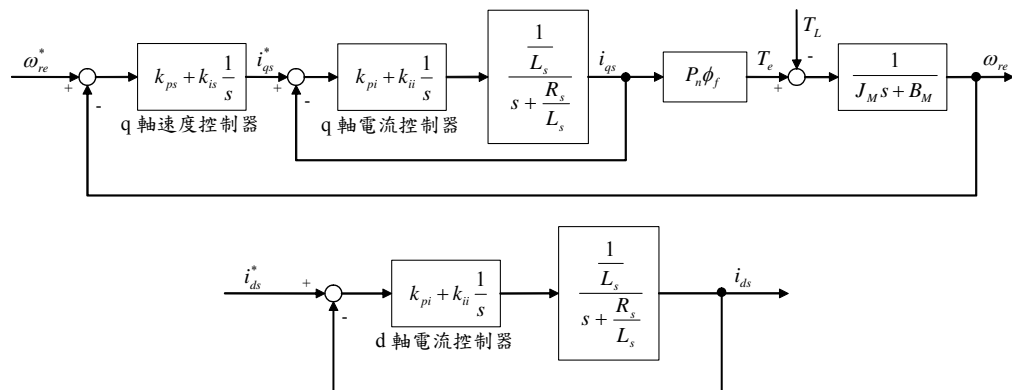 ω*re
+
-
kps + kis 1/s
q 軸速度控制器
i*qs
+
-
kpi + kii 1/s
q 軸電流控制器
1/Ls / (s + Rs/Ls)
iqs
Pnϕf
Te
+
TL
-
1/(JM s + BM)
ωre
i*ds
+
-
kpi + kii 1/s
d 軸電流控制器
1/Ls / (s + Rs/Ls)
ids